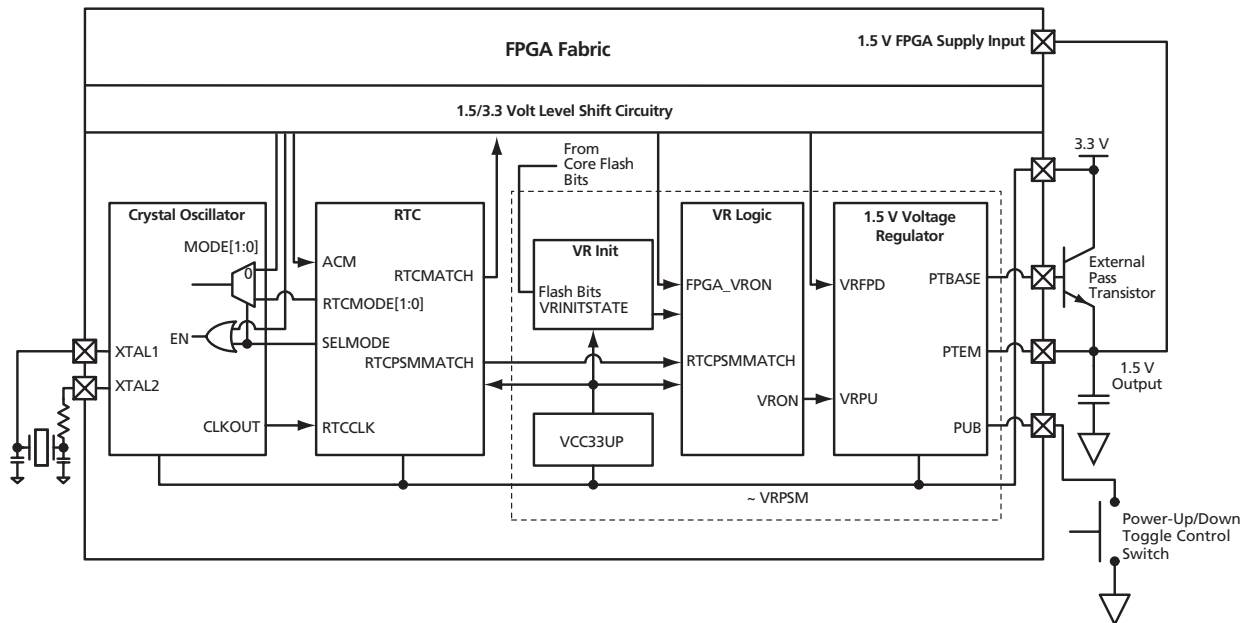 FPGA Fabric
1.5 V FPGA Supply Input
1.5/3.3 Volt Level Shift Circuitry
From
Core Flash
Bits
3.3 V
Crystal Oscillator
MODE[1:0]
0
EN
XTAL1
XTAL2
CLKOUT
RTC
ACM
RTCMATCH
RTCMODE[1:0]
SELMODE
RTCPSMMATCH
RTCCLK
VR Init
Flash Bits
VRINITSTATE
VCC33UP
VR Logic
FPGA_VRON
RTCPSMMATCH
VRON
1.5 V Voltage
Regulator
VRFPD
PTBASE
PTEM
VRPU
PUB
External
Pass
Transistor
1.5 V
Output
~ VRPSM
Power-Up/Down
Toggle Control
Switch